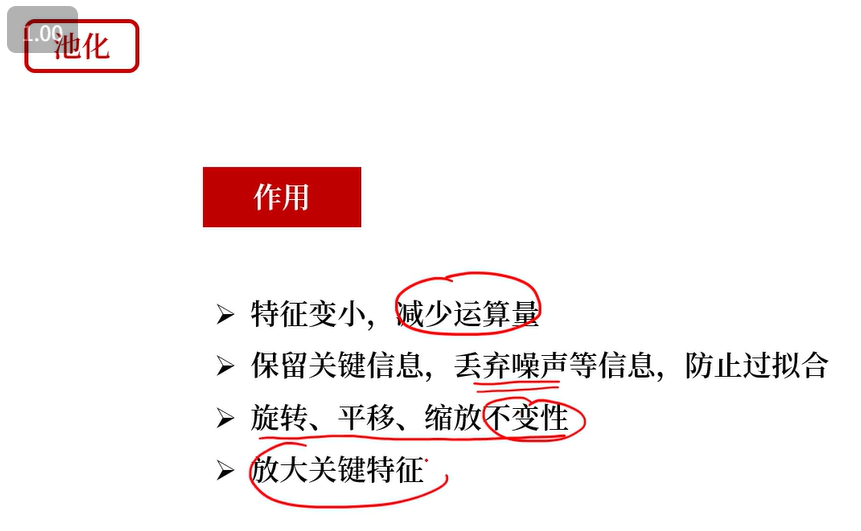 1.00
池化
作用
➢ 特征变小，减少运算量
➢ 保留关键信息，丢弃噪声等信息，防止过拟合
➢ 旋转、平移、缩放不变性
➢ 放大关键特征